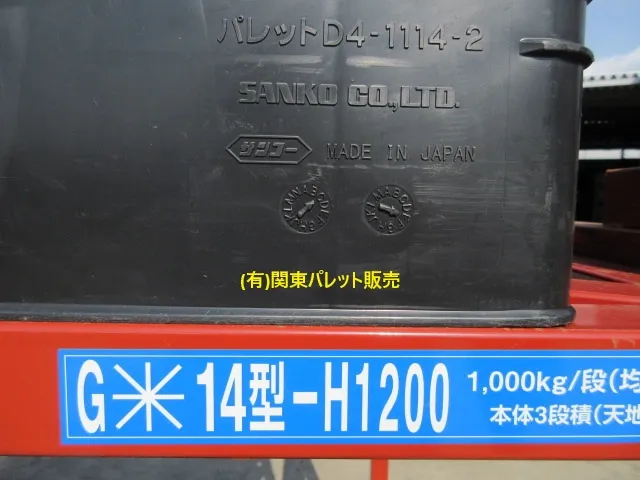 パレットD4-1114-2
SANKO CO.,LTD.
サンコー MADE IN JAPAN
(有)関東パレット販売
G米14型-H1200
1,000kg/段(均
本体3段積(天地